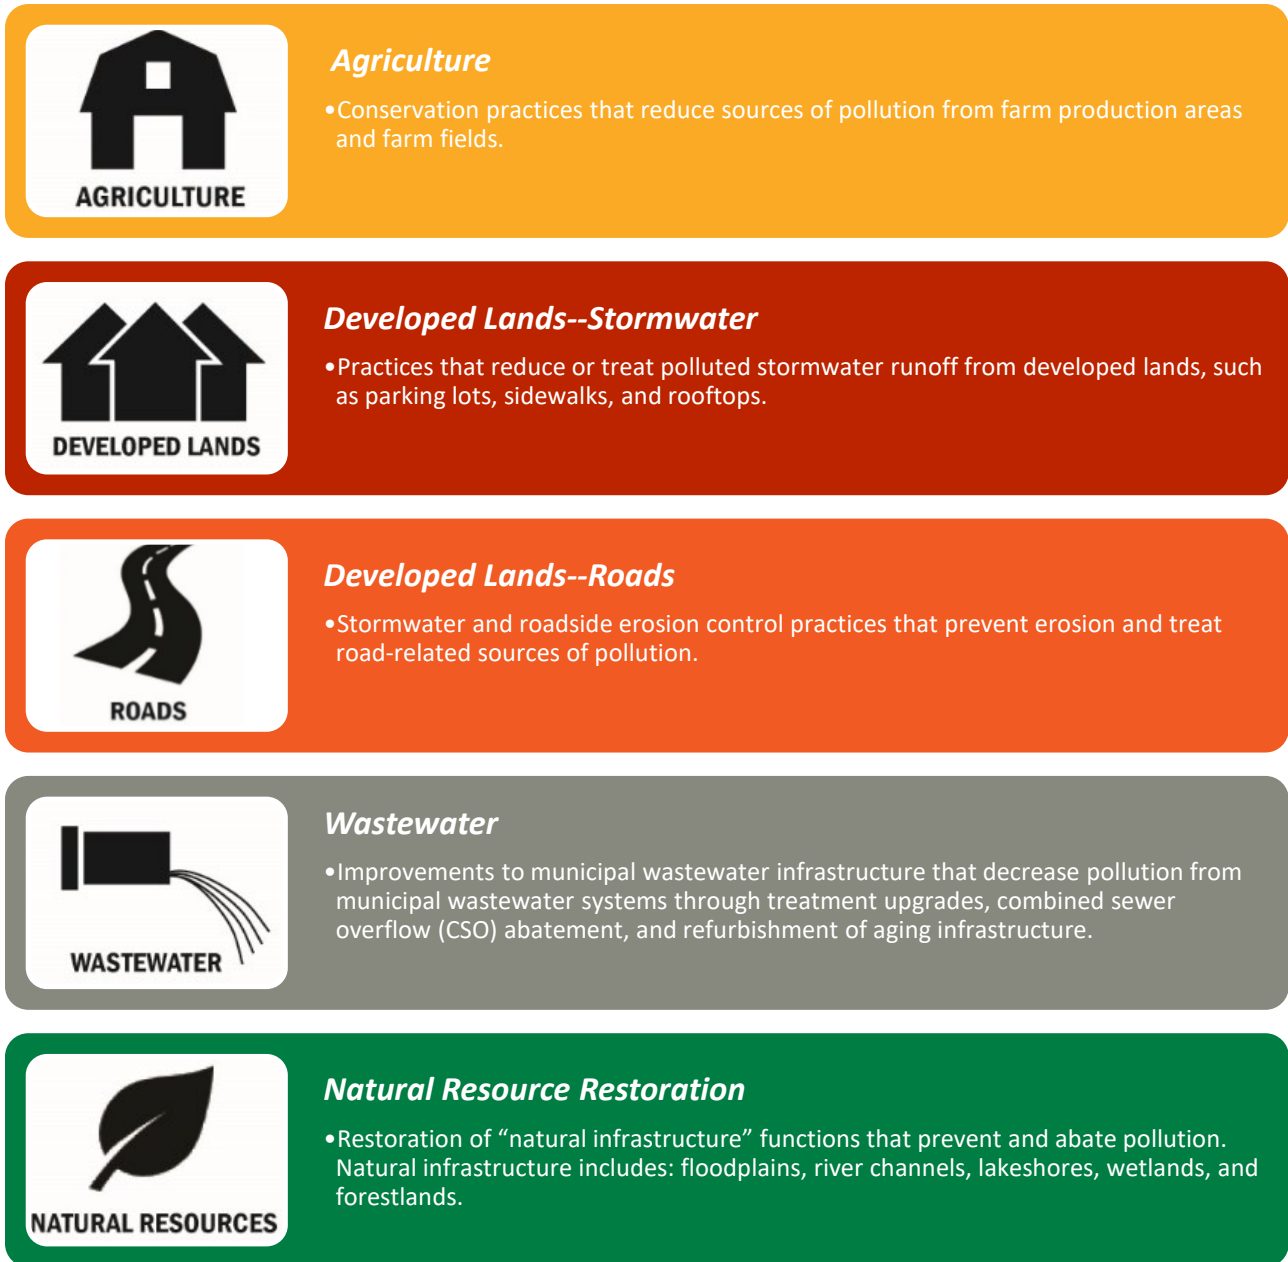 Agriculture
•Conservation practices that reduce sources of pollution from farm production areas
and farm fields.
AGRICULTURE
Developed Lands--Stormwater
•Practices that reduce or treat polluted stormwater runoff from developed lands, such
as parking lots, sidewalks, and rooftops.
DEVELOPED LANDS
Developed Lands--Roads
•Stormwater and roadside erosion control practices that prevent erosion and treat
road-related sources of pollution.
ROADS
Wastewater
•Improvements to municipal wastewater infrastructure that decrease pollution from
municipal wastewater systems through treatment upgrades, combined sewer
overflow (CSO) abatement, and refurbishment of aging infrastructure.
WASTEWATER
Natural Resource Restoration
•Restoration of “natural infrastructure” functions that prevent and abate pollution.
Natural infrastructure includes: floodplains, river channels, lakeshores, wetlands, and
forestlands.
NATURAL RESOURCES